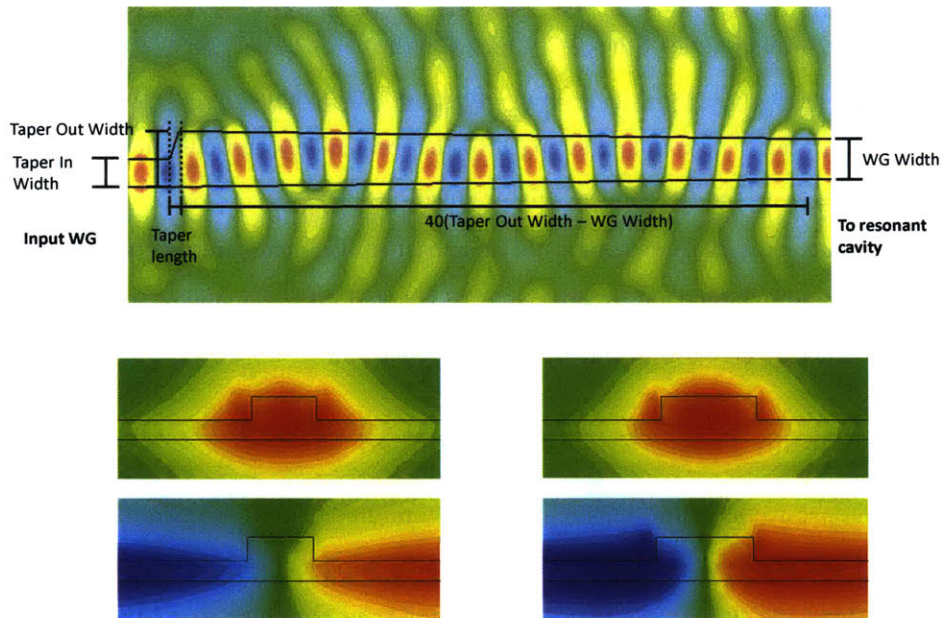 Taper Out Width
Taper In
Width
WG Width
40(Taper Out Width – WG Width)
Input WG
Taper
length
To resonant
cavity